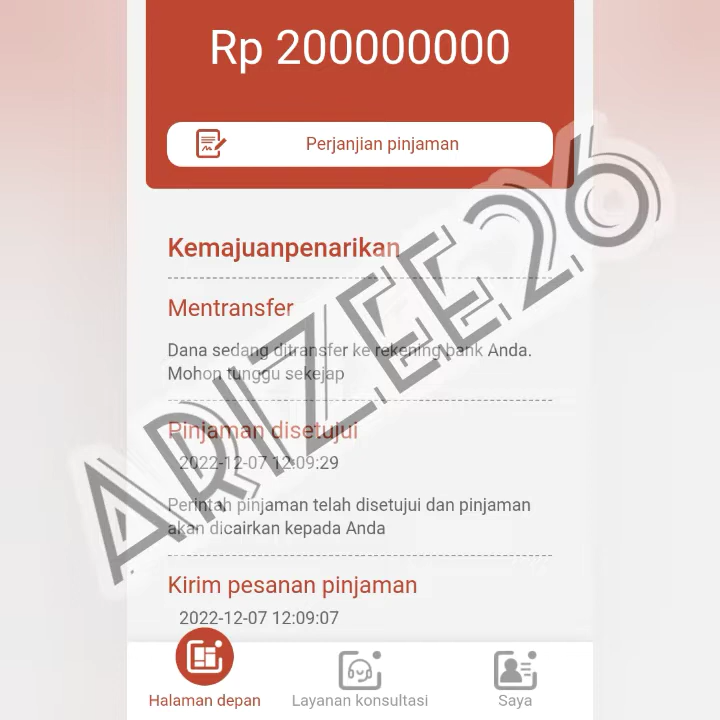 Rp 200000000
Perjanjian pinjaman
Kemajuanpenarikan
Mentransfer
Dana sedang ditransfer ke rekening bank Anda.
Mohon tunggu sekejap
Pinjaman disetujui
2022-12-07 12:09:29
Perintah pinjaman telah disetujui dan pinjaman
akan dicairkan kepada Anda
Kirim pesanan pinjaman
2022-12-07 12:09:07
Halaman depan
Layanan konsultasi
Saya
ARIZEE26